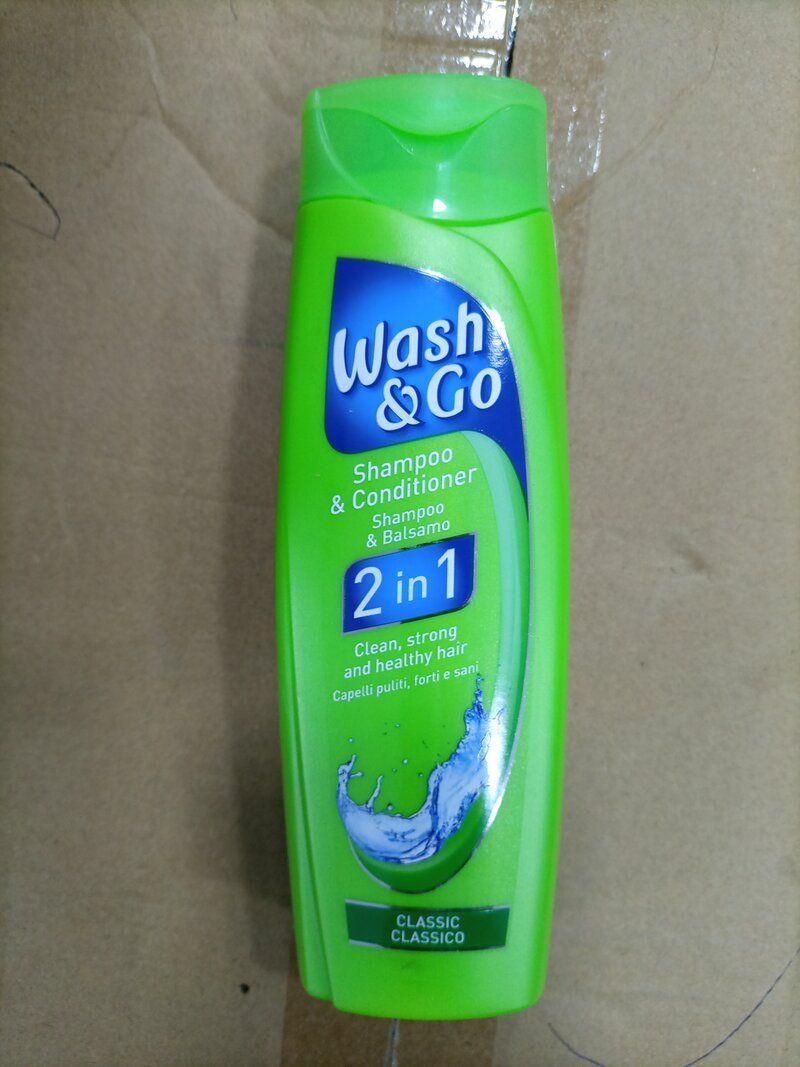 Wash
&Go
Shampoo
& Conditioner
Shampoo
& Balsamo
2 in 1
Clean, strong
and healthy hair
Capelli puliti, forti e sani
CLASSIC
CLASSICO